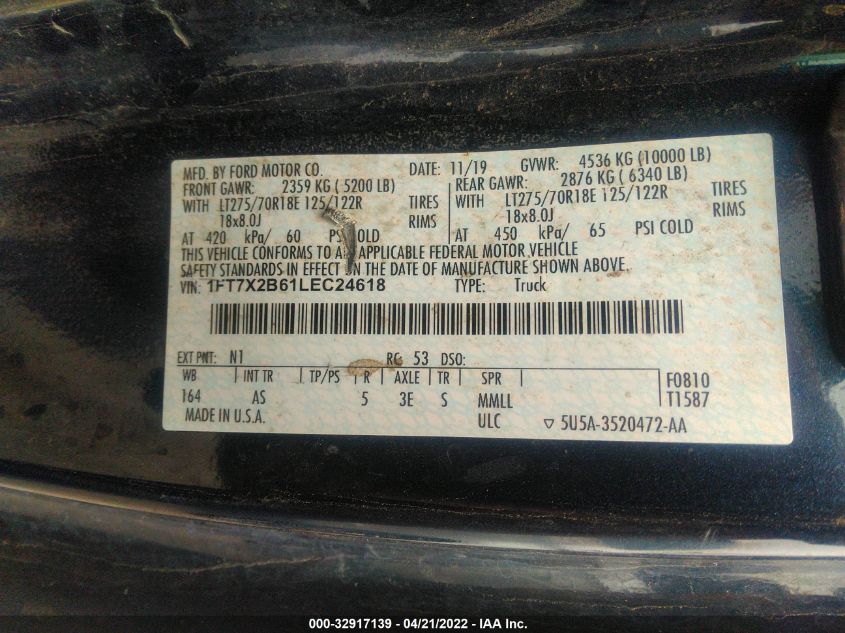 MFD. BY FORD MOTOR CO. DATE: 11/19 GVWR: 4536 KG (10000 LB)
FRONT GAWR: 2359 KG ( 5200 LB) REAR GAWR: 2876 KG ( 6340 LB)
WITH LT275/70R18E 125/122R TIRES WITH LT275/70R18E 125/122R TIRES
18x8.0J RIMS 18x8.0J RIMS
AT 420 kPa/ 60 PSI COLD AT 450 kPa/ 65 PSI COLD
THIS VEHICLE CONFORMS TO ALL APPLICABLE FEDERAL MOTOR VEHICLE
SAFETY STANDARDS IN EFFECT ON THE DATE OF MANUFACTURE SHOWN ABOVE.
VIN: 1FT7X2B61LEC24618 TYPE: Truck
EXT PNT: N1 RC: 53 DSO:
WB INT TR TP/PS R AXLE TR SPR F0810
164 AS 5 3E S MMLL T1587
MADE IN U.S.A. ULC ▽ 5U5A-3520472-AA
000-32917139 - 04/21/2022 - IAA Inc.